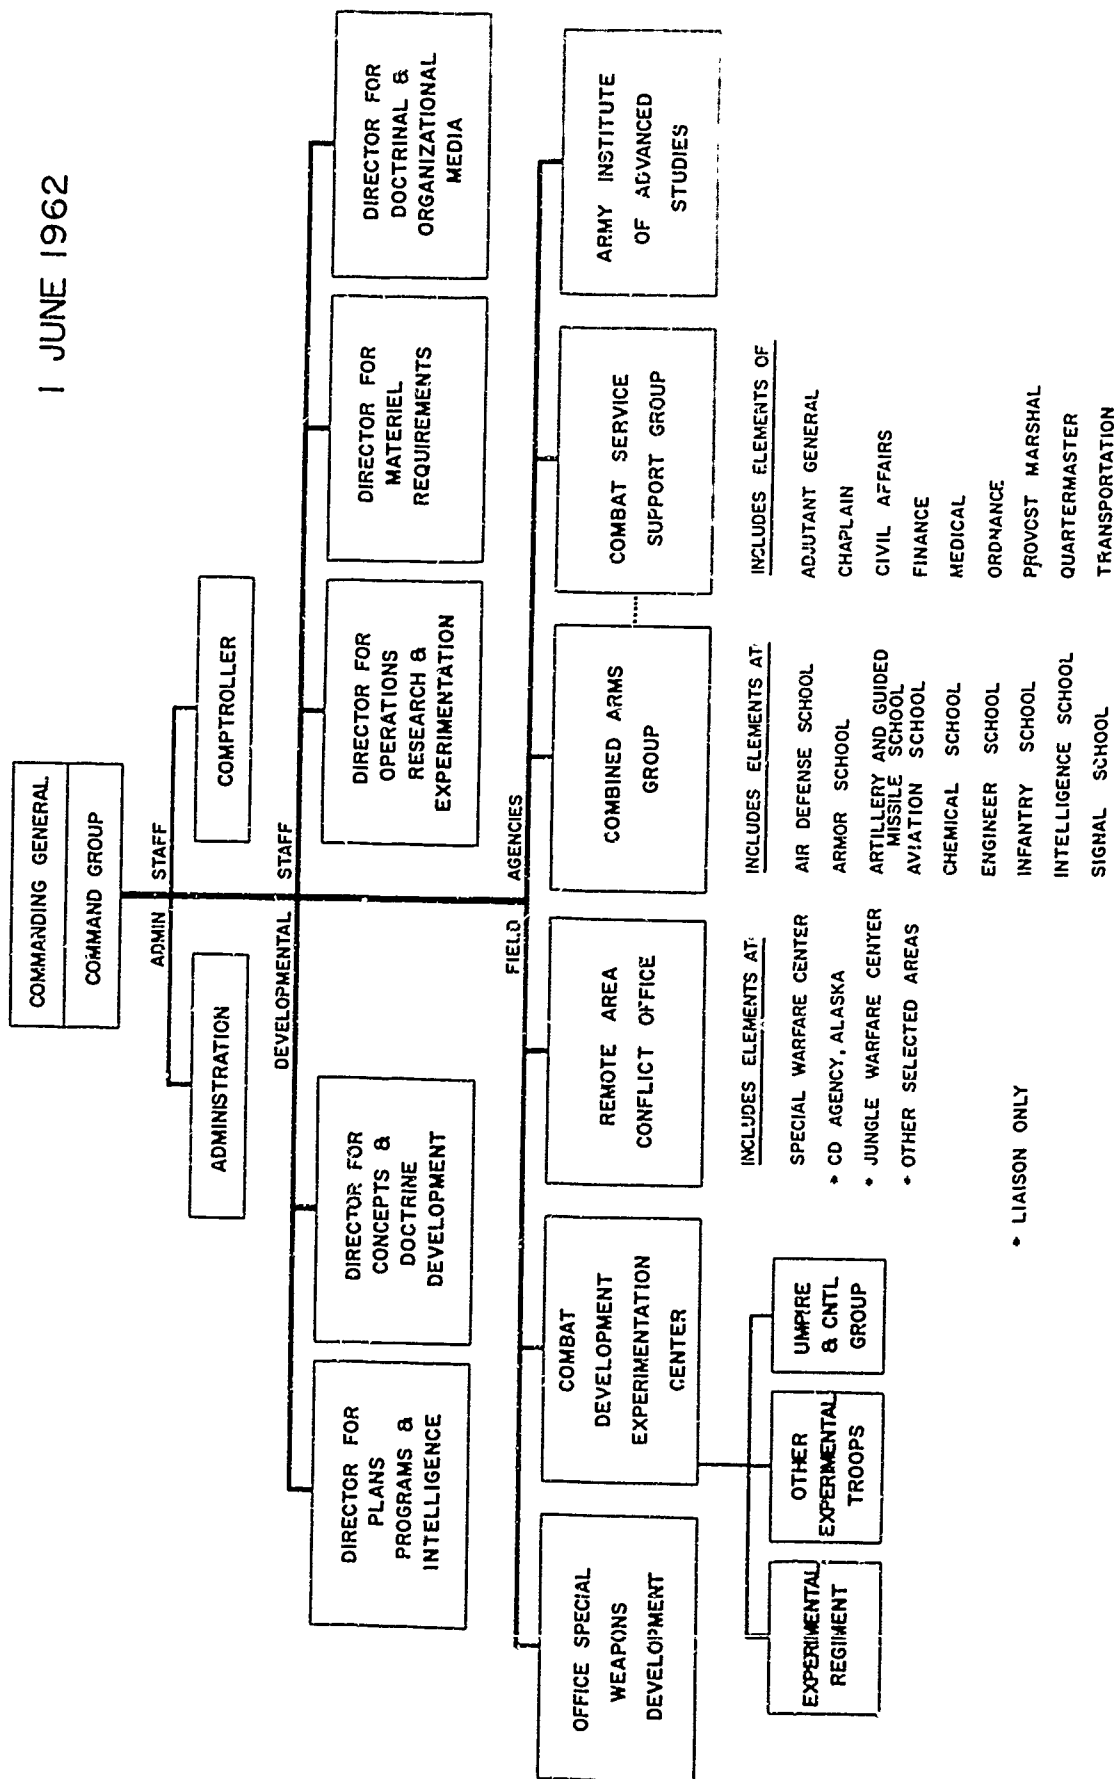 1 JUNE 1962
COMMANDING GENERAL
COMMAND GROUP
ADMIN STAFF
ADMINISTRATION
COMPTROLLER
DEVELOPMENTAL STAFF
DIRECTOR FOR
PLANS
PROGRAMS &
INTELLIGENCE
DIRECTOR FOR
CONCEPTS &
DOCTRINE
DEVELOPMENT
DIRECTOR FOR
OPERATIONS
RESEARCH &
EXPERIMENTATION
DIRECTOR FOR
MATERIEL
REQUIREMENTS
DIRECTOR FOR
DOCTRINAL &
ORGANIZATIONAL
MEDIA
FIELD AGENCIES
OFFICE SPECIAL
WEAPONS
DEVELOPMENT
COMBAT
DEVELOPMENT
EXPERIMENTATION
CENTER
REMOTE AREA
CONFLICT OFFICE
COMBINED ARMS
GROUP
COMBAT SERVICE
SUPPORT GROUP
ARMY INSTITUTE
OF ADVANCED
STUDIES
EXPERIMENTAL
REGIMENT
OTHER
EXPERIMENTAL
TROOPS
UMPIRE
& CNTL
GROUP
INCLUDES ELEMENTS AT:
SPECIAL WARFARE CENTER
* CD AGENCY, ALASKA
* JUNGLE WARFARE CENTER
* OTHER SELECTED AREAS
* LIAISON ONLY
INCLUDES ELEMENTS AT:
AIR DEFENSE SCHOOL
ARMOR SCHOOL
ARTILLERY AND GUIDED
MISSILE SCHOOL
AVIATION SCHOOL
CHEMICAL SCHOOL
ENGINEER SCHOOL
INFANTRY SCHOOL
INTELLIGENCE SCHOOL
SIGNAL SCHOOL
INCLUDES ELEMENTS OF
ADJUTANT GENERAL
CHAPLAIN
CIVIL AFFAIRS
FINANCE
MEDICAL
ORDNANCE
PROVOST MARSHAL
QUARTERMASTER
TRANSPORTATION